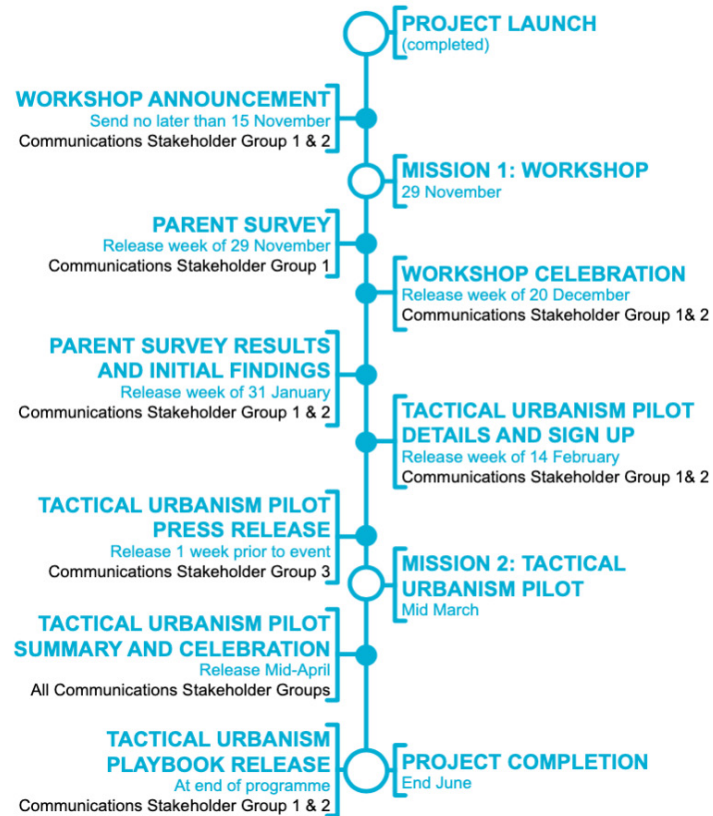 PROJECT LAUNCH
(completed)
WORKSHOP ANNOUNCEMENT
Send no later than 15 November
Communications Stakeholder Group 1 & 2
MISSION 1: WORKSHOP
29 November
PARENT SURVEY
Release week of 29 November
Communications Stakeholder Group 1
WORKSHOP CELEBRATION
Release week of 20 December
Communications Stakeholder Group 1& 2
PARENT SURVEY RESULTS
AND INITIAL FINDINGS
Release week of 31 January
Communications Stakeholder Group 1 & 2
TACTICAL URBANISM PILOT
DETAILS AND SIGN UP
Release week of 14 February
Communications Stakeholder Group 1& 2
TACTICAL URBANISM PILOT
PRESS RELEASE
Release 1 week prior to event
Communications Stakeholder Group 3
MISSION 2: TACTICAL
URBANISM PILOT
Mid March
TACTICAL URBANISM PILOT
SUMMARY AND CELEBRATION
Release Mid-April
All Communications Stakeholder Groups
TACTICAL URBANISM
PLAYBOOK RELEASE
At end of programme
Communications Stakeholder Group 1 & 2
PROJECT COMPLETION
End June